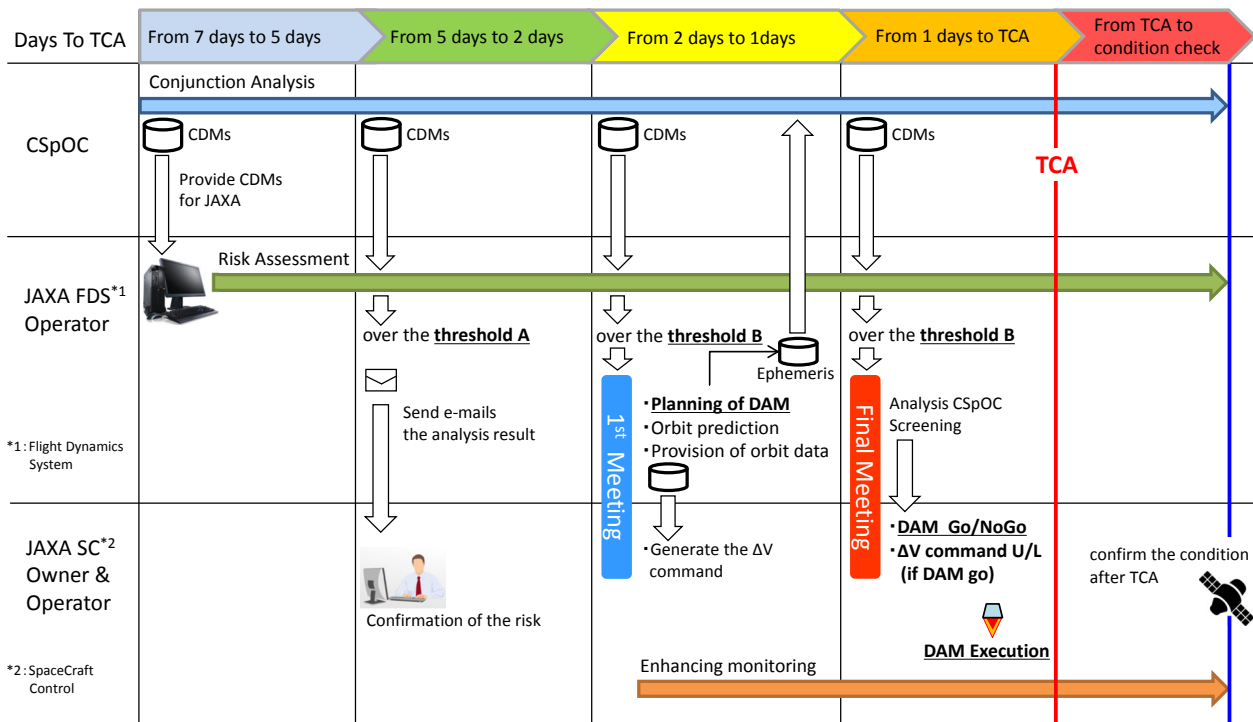 Days To TCA
From 7 days to 5 days
From 5 days to 2 days
From 2 days to 1days
From 1 days to TCA
From TCA to
condition check
CSpOC
Conjunction Analysis
CDMs
CDMs
CDMs
CDMs
Provide CDMs
for JAXA
TCA
JAXA FDS*1
Operator
Risk Assessment
over the threshold A
over the threshold B
over the threshold B
Ephemeris
Send e-mails
the analysis result
1st Meeting
・Planning of DAM
・Orbit prediction
・Provision of orbit data
Final Meeting
Analysis CSpOC
Screening
*1:Flight Dynamics
System
JAXA SC*2
Owner &
Operator
Confirmation of the risk
・Generate the ΔV
command
・DAM Go/NoGo
・ΔV command U/L
(if DAM go)
DAM Execution
confirm the condition
after TCA
*2:SpaceCraft
Control
Enhancing monitoring